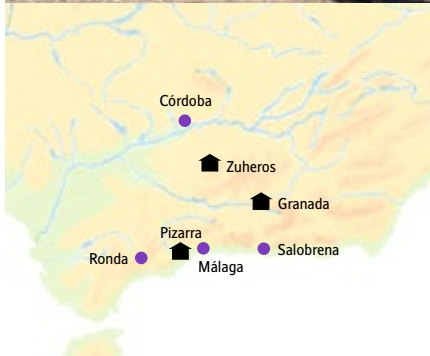 Córdoba
Zuheros
Granada
Pizarra
Ronda
Málaga
Salobrena